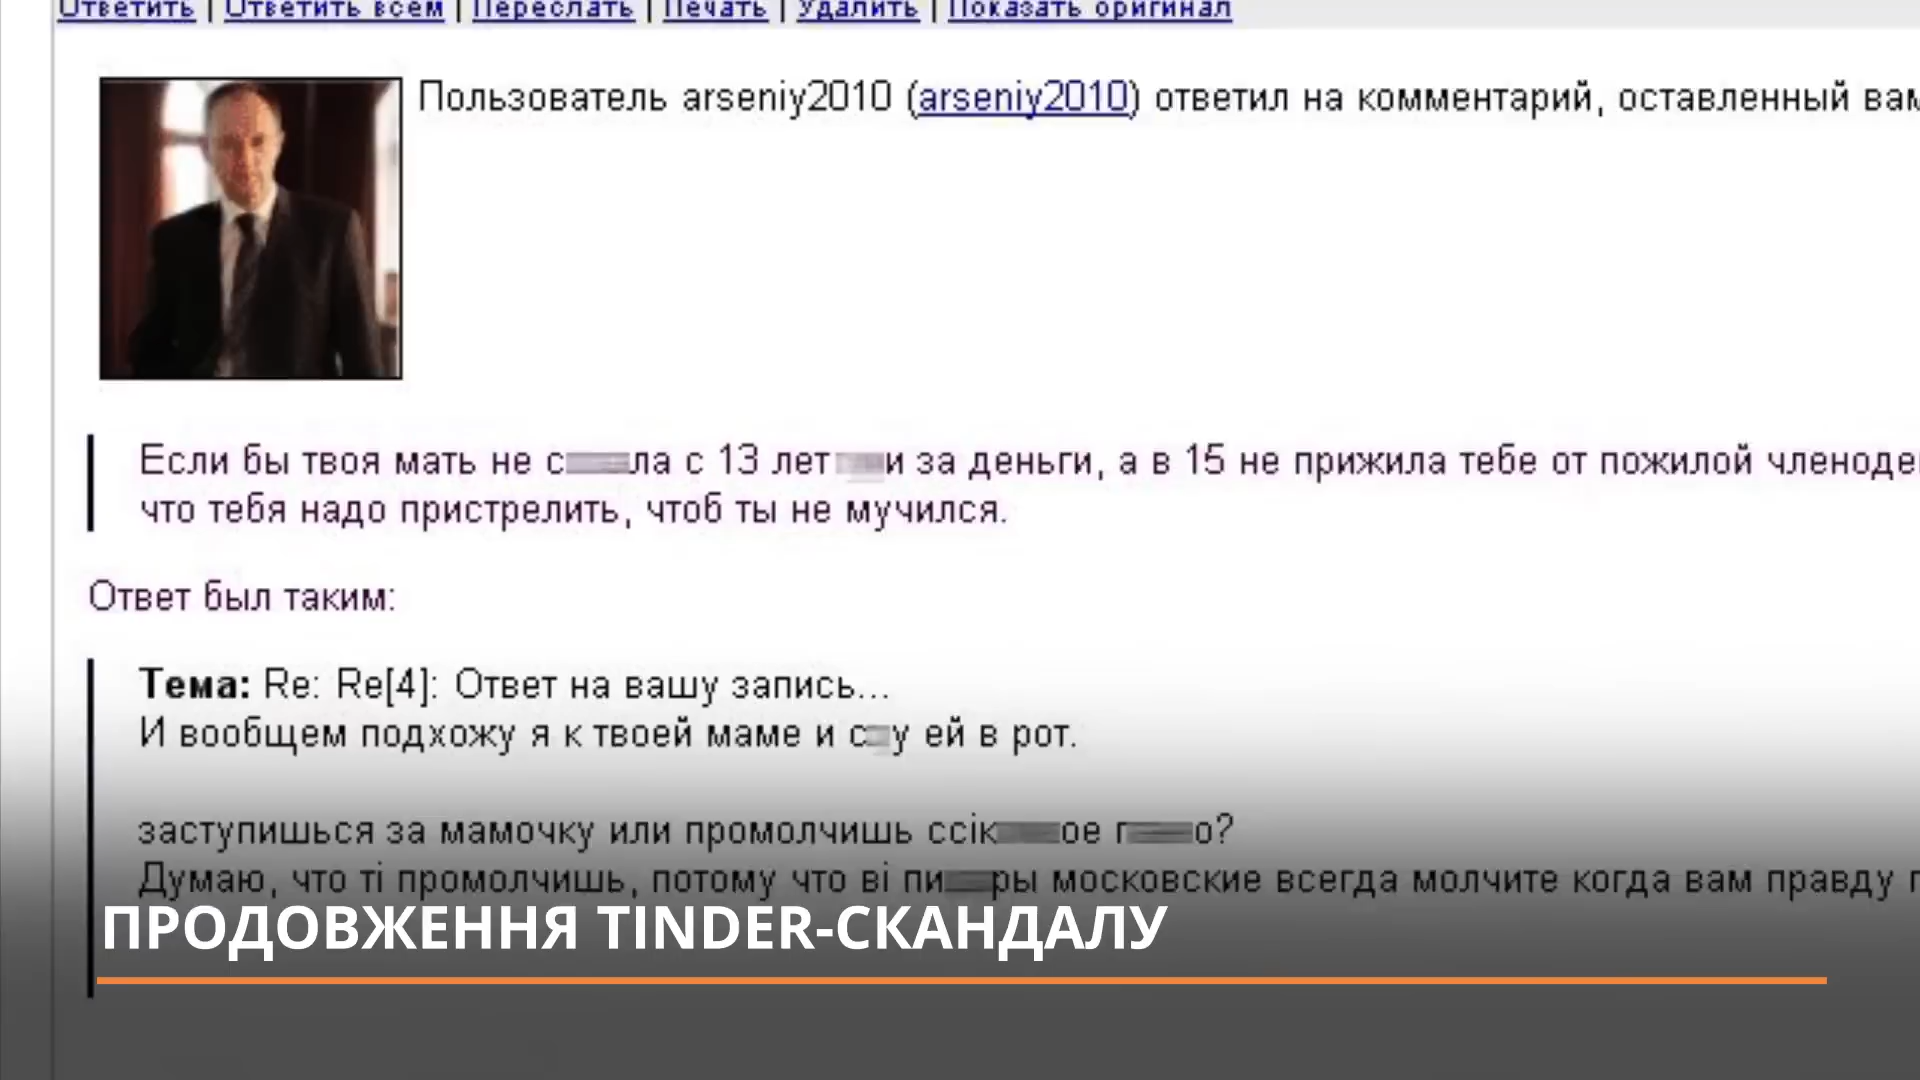 Ответить | Ответить всем | Переслать | Печать | Удалить | Показать оригинал
Пользователь arseniy2010 (arseniy2010) ответил на комментарий, оставленный вам
Если бы твоя мать не с ла с 13 лет и за деньги, а в 15 не прижила тебе от пожилой членоде
что тебя надо пристрелить, чтоб ты не мучился.
Ответ был таким:
Тема: Re: Re[4]: Ответ на вашу запись...
И вообщем подхожу я к твоей маме и с у ей в рот.
заступишься за мамочку или промолчишь ссік ое г о?
Думаю, что ті промолчишь, потому что ві пи ры московские всегда молчите когда вам правду г
ПРОДОВЖЕННЯ TINDER-СКАНДАЛУ